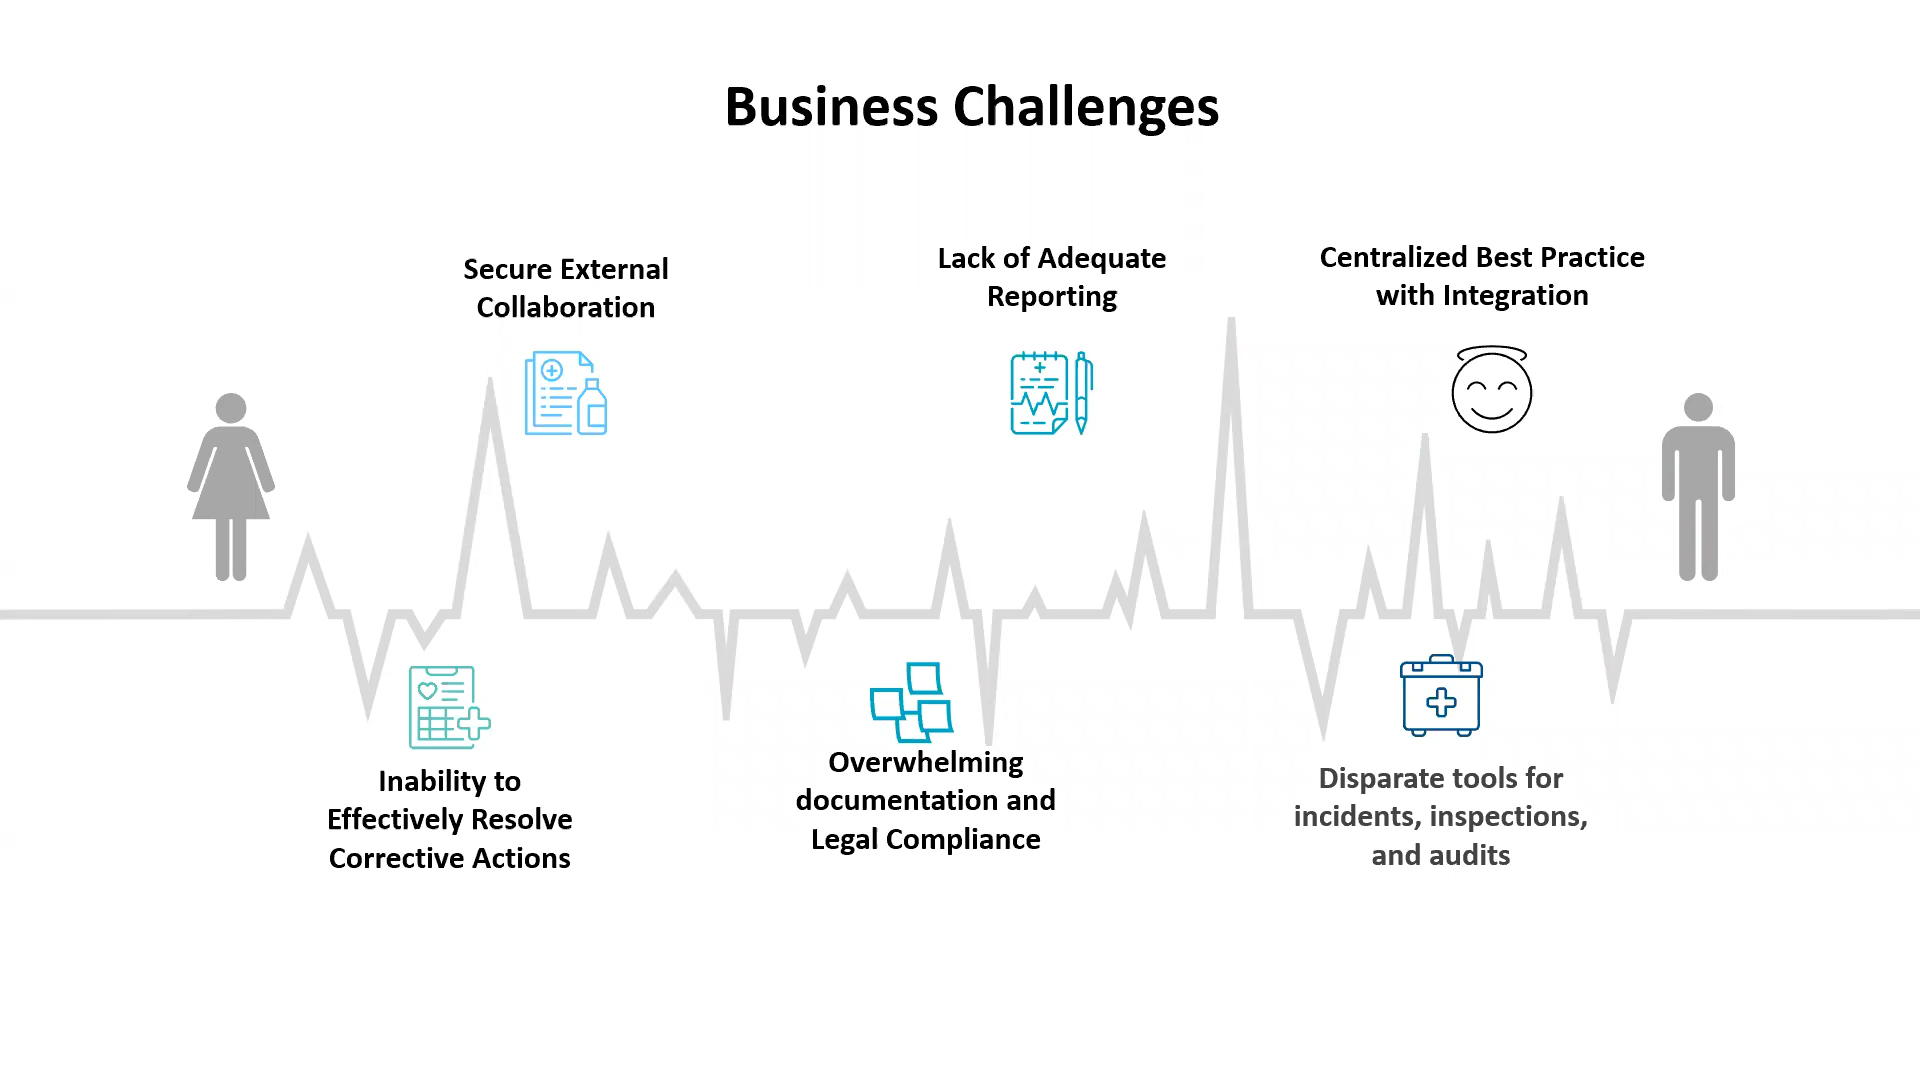 Business Challenges
Secure External
Collaboration
Lack of Adequate
Reporting
Centralized Best Practice
with Integration
Inability to
Effectively Resolve
Corrective Actions
Overwhelming
documentation and
Legal Compliance
Disparate tools for
incidents, inspections,
and audits